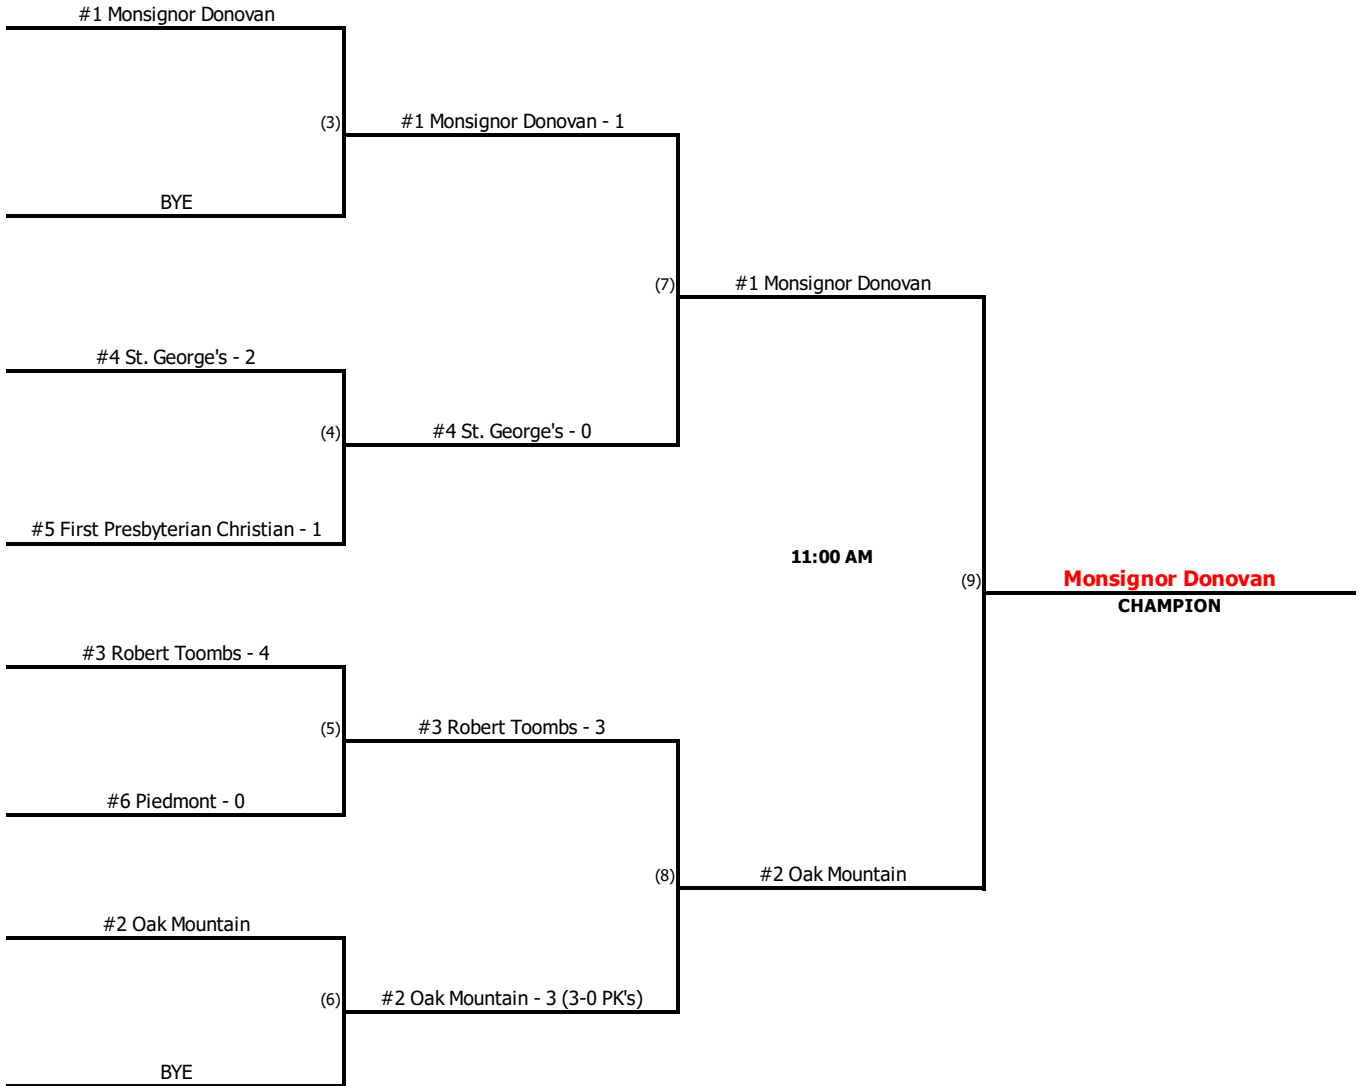 #1 Monsignor Donovan
(3)
#1 Monsignor Donovan - 1
BYE
(7)
#1 Monsignor Donovan
#4 St. George's - 2
(4)
#4 St. George's - 0
#5 First Presbyterian Christian - 1
11:00 AM
(9)
Monsignor Donovan
CHAMPION
#3 Robert Toombs - 4
(5)
#3 Robert Toombs - 3
#6 Piedmont - 0
(8)
#2 Oak Mountain
#2 Oak Mountain
(6)
#2 Oak Mountain - 3 (3-0 PK's)
BYE